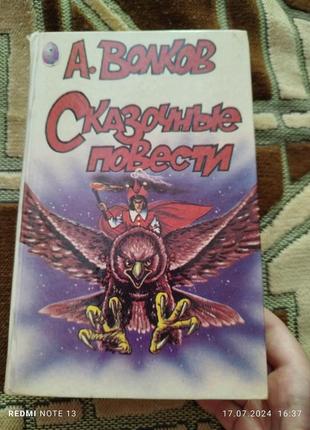 А. Волков
Сказочные
повести
REDMI NOTE 13
17.07.2024 16:37